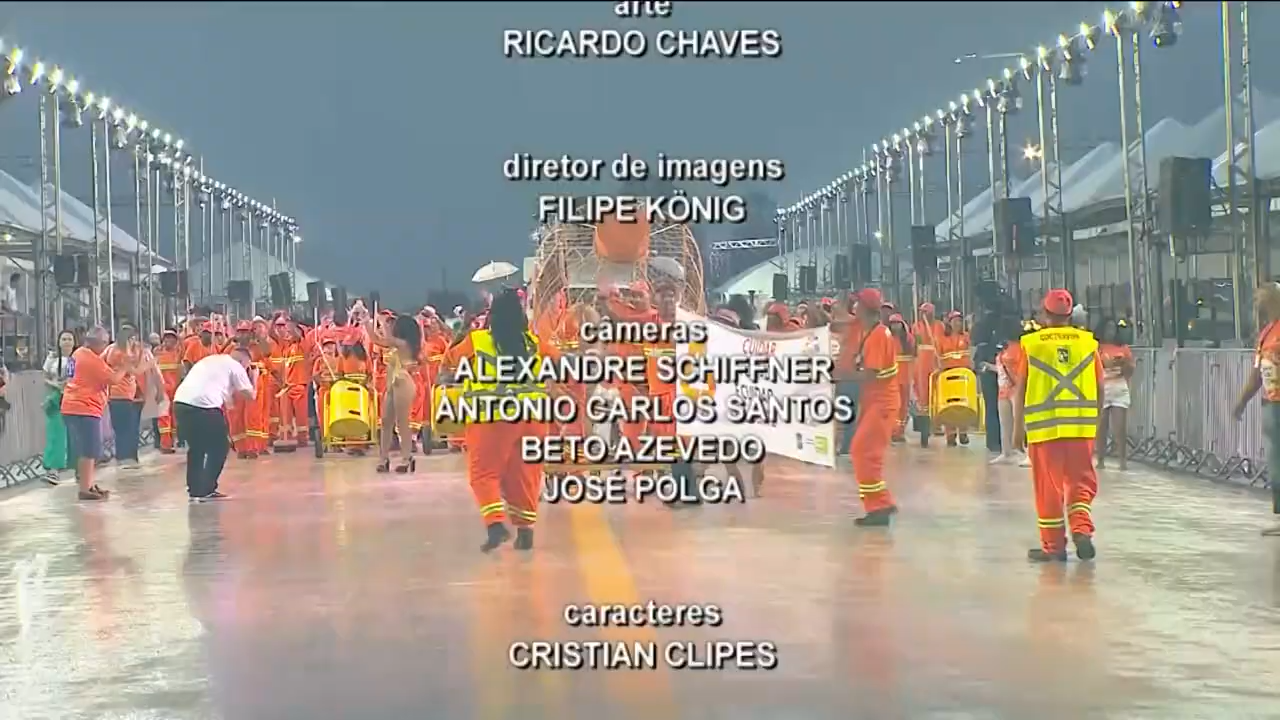 arte
RICARDO CHAVES
diretor de imagens
FILIPE KÖNIG
câmeras
ALEXANDRE SCHIFFNER
ANTÔNIO CARLOS SANTOS
BETO AZEVEDO
JOSÉ POLGA
caracteres
CRISTIAN CLIPES
CUIDAR